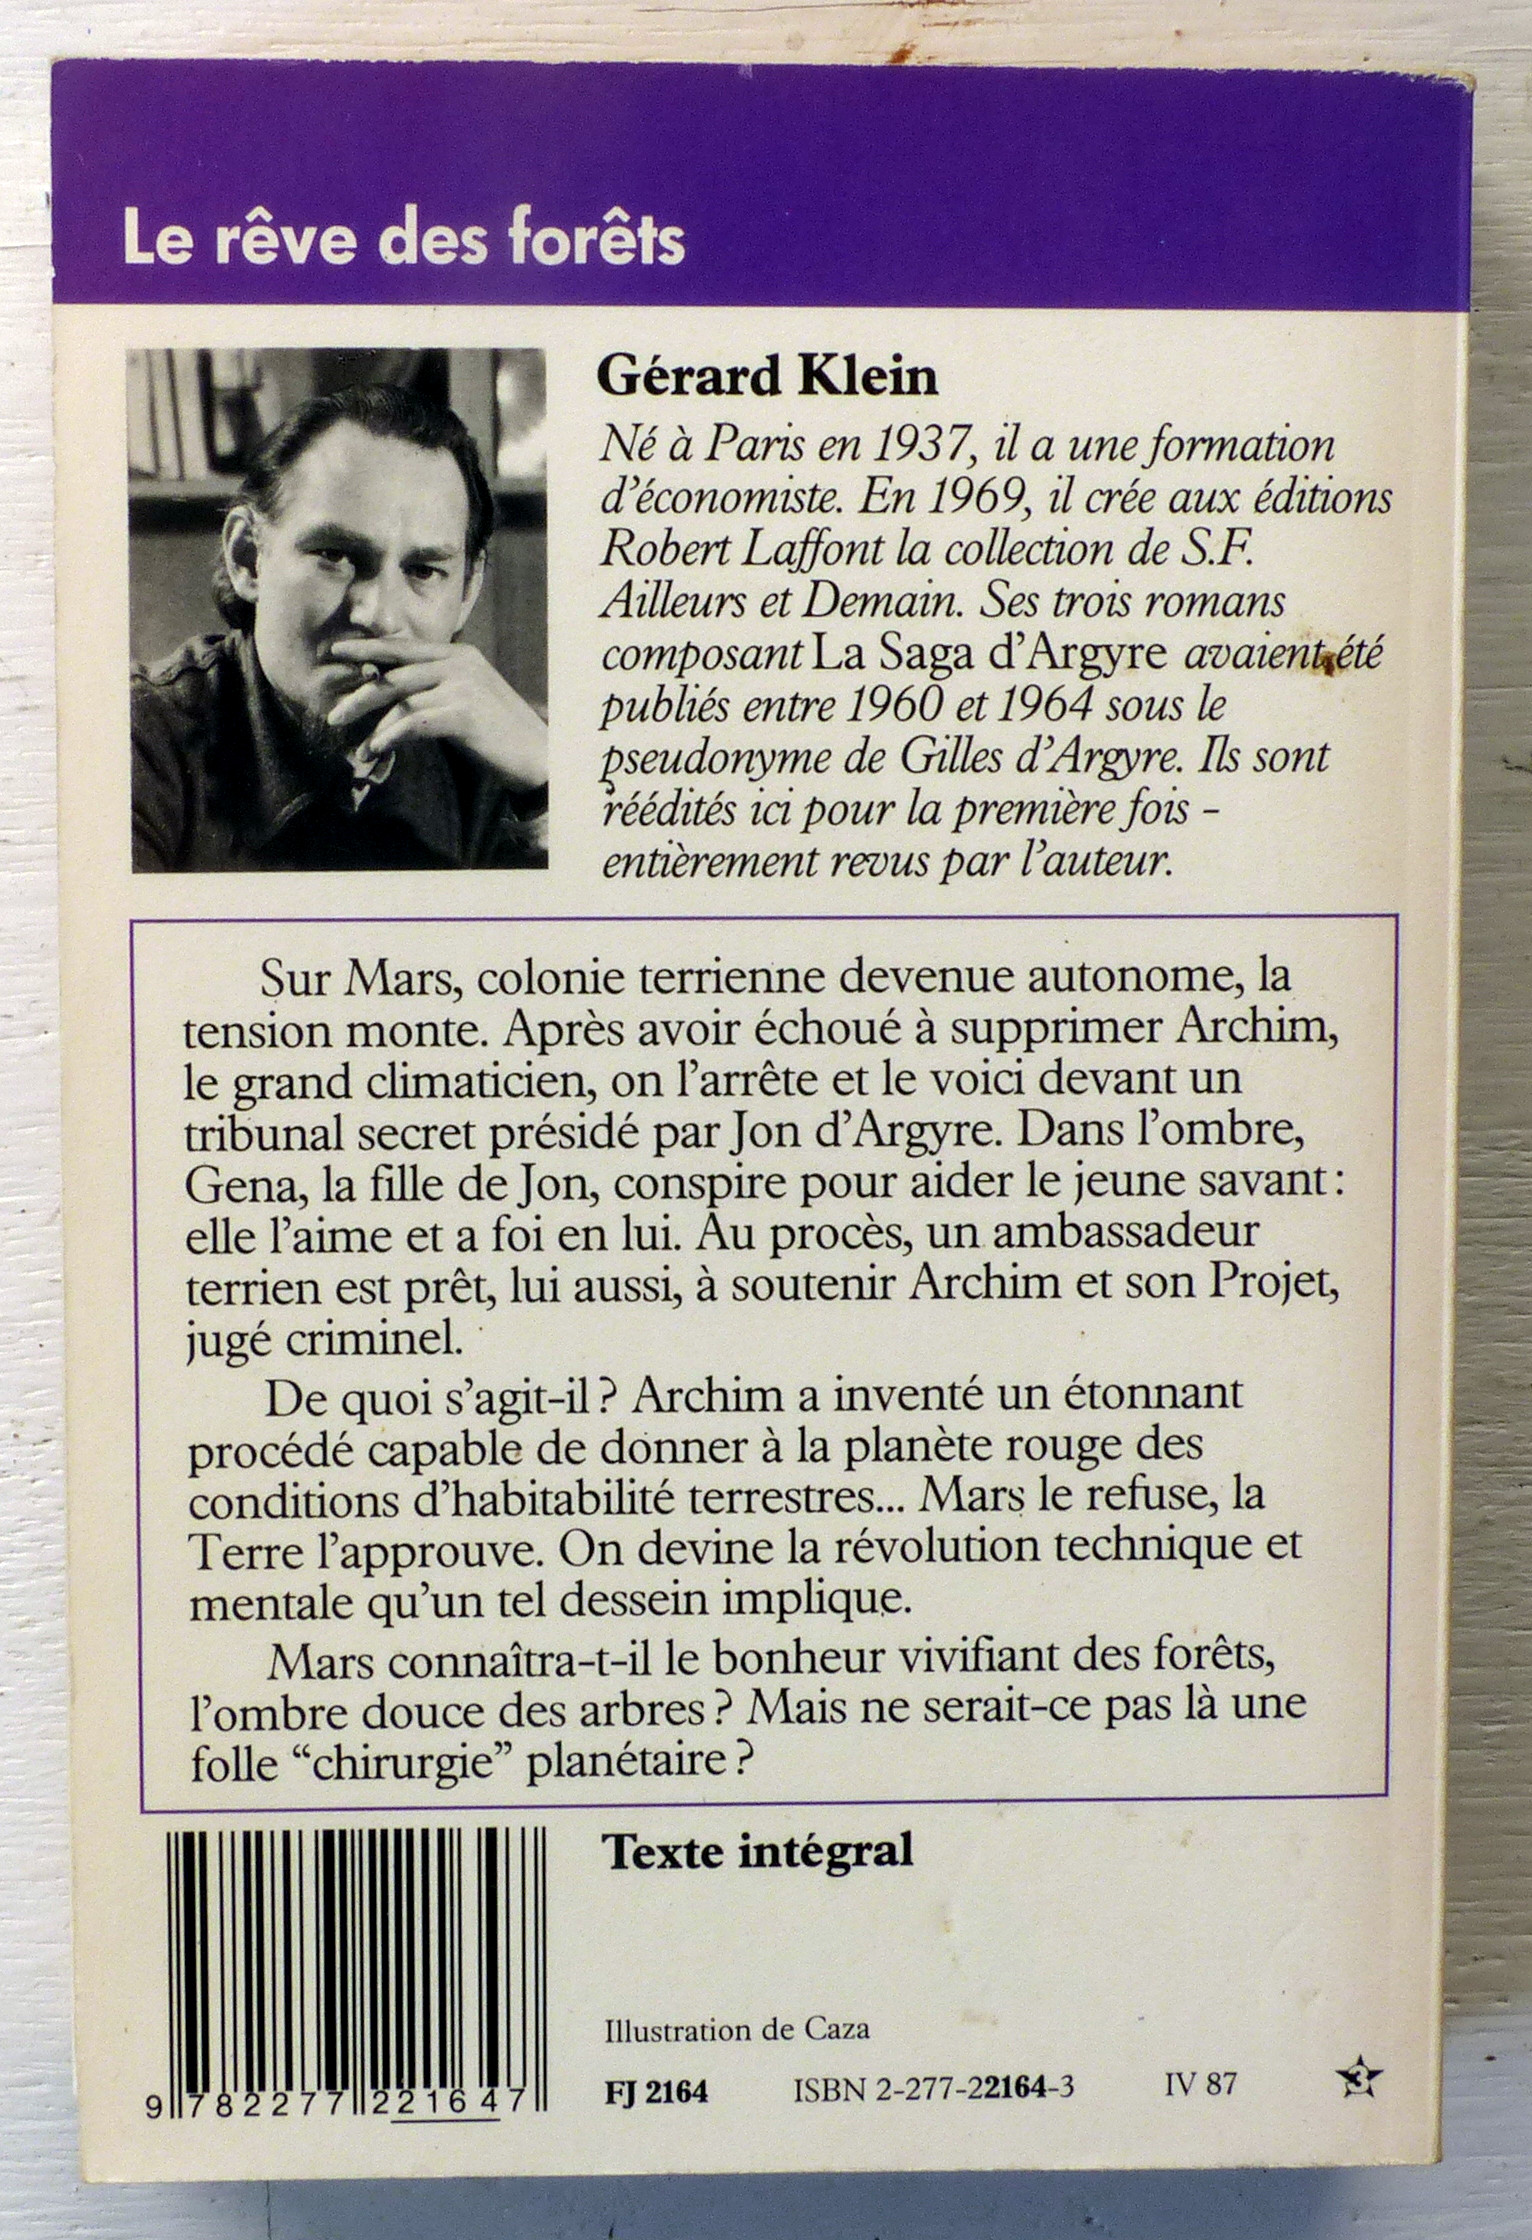 Le rêve des forêts
Gérard Klein
Né à Paris en 1937, il a une formation
d'économiste. En 1969, il crée aux éditions
Robert Laffont la collection de S.F.
Ailleurs et Demain. Ses trois romans
composant La Saga d'Argyre avaient été
publiés entre 1960 et 1964 sous le
pseudonyme de Gilles d'Argyre. Ils sont
réédités ici pour la première fois –
entièrement revus par l'auteur.
Sur Mars, colonie terrienne devenue autonome, la
tension monte. Après avoir échoué à supprimer Archim,
le grand climaticien, on l'arrête et le voici devant un
tribunal secret présidé par Jon d'Argyre. Dans l'ombre,
Gena, la fille de Jon, conspire pour aider le jeune savant :
elle l'aime et a foi en lui. Au procès, un ambassadeur
terrien est prêt, lui aussi, à soutenir Archim et son Projet,
jugé criminel.
De quoi s'agit-il ? Archim a inventé un étonnant
procédé capable de donner à la planète rouge des
conditions d'habitabilité terrestres... Mars le refuse, la
Terre l'approuve. On devine la révolution technique et
mentale qu'un tel dessein implique.
Mars connaîtra-t-il le bonheur vivifiant des forêts,
l'ombre douce des arbres ? Mais ne serait-ce pas là une
folle “chirurgie” planétaire ?
Texte intégral
Illustration de Caza
FJ 2164 ISBN 2-277-22164-3 IV 87 3
9 782277 221647